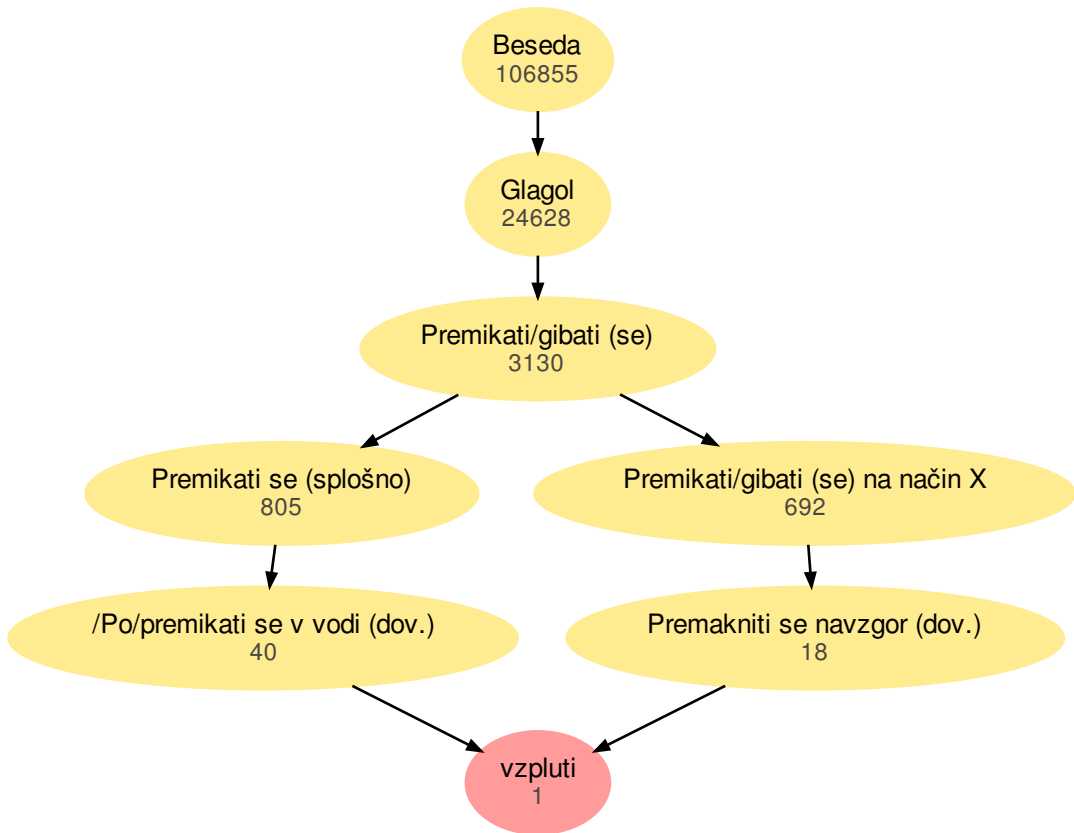 Beseda
106855
Glagol
24628
Premikati/gibati (se)
3130
Premikati se (splošno)
805
Premikati/gibati (se) na način X
692
/Po/premikati se v vodi (dov.)
40
Premakniti se navzgor (dov.)
18
vzpluti
1